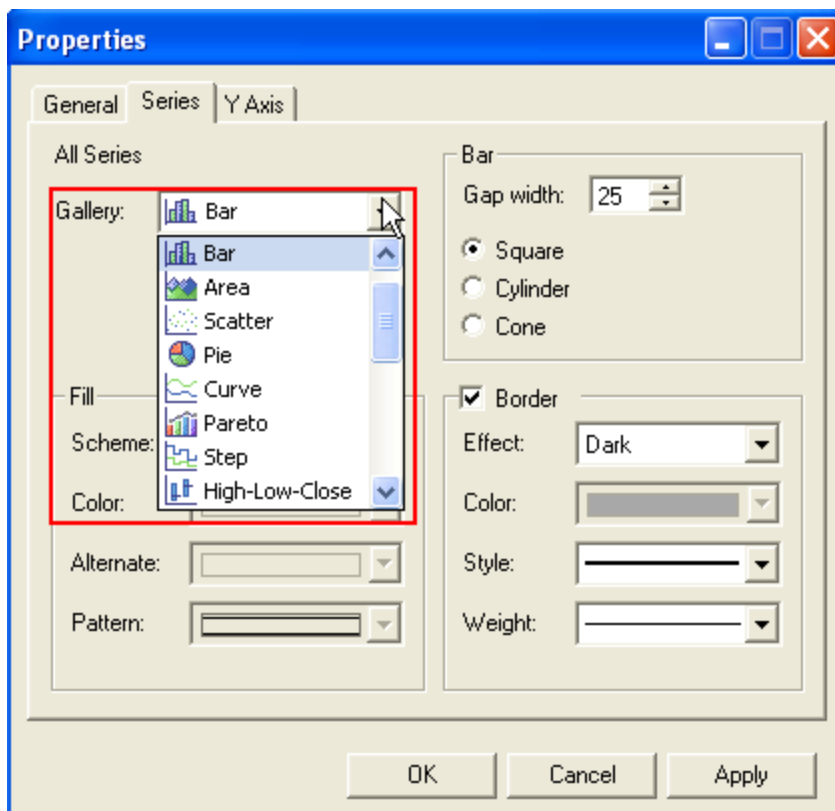 Properties
General Series Y Axis
All Series
Gallery: Bar
Bar
Area
Scatter
Pie
Curve
Pareto
Step
High-Low-Close
Fill
Scheme:
Color:
Alternate:
Pattern:
Bar
Gap width: 25
Square
Cylinder
Cone
Border
Effect: Dark
Color:
Style:
Weight:
OK Cancel Apply